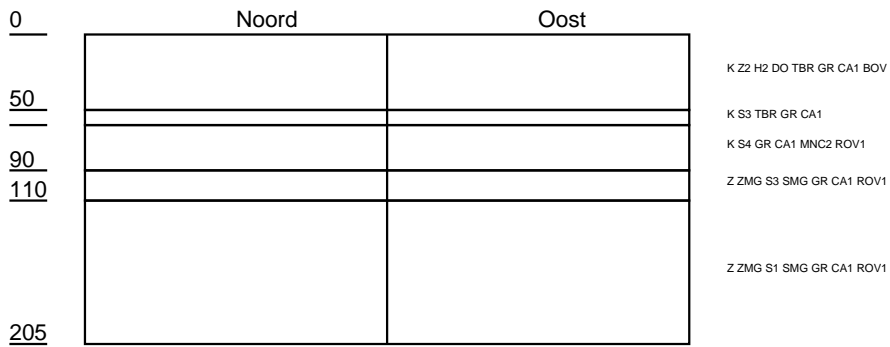 0 Noord Oost
K Z2 H2 DO TBR GR CA1 BOV
50
K S3 TBR GR CA1
K S4 GR CA1 MNC2 ROV1
90
Z ZMG S3 SMG GR CA1 ROV1
110
Z ZMG S1 SMG GR CA1 ROV1
205